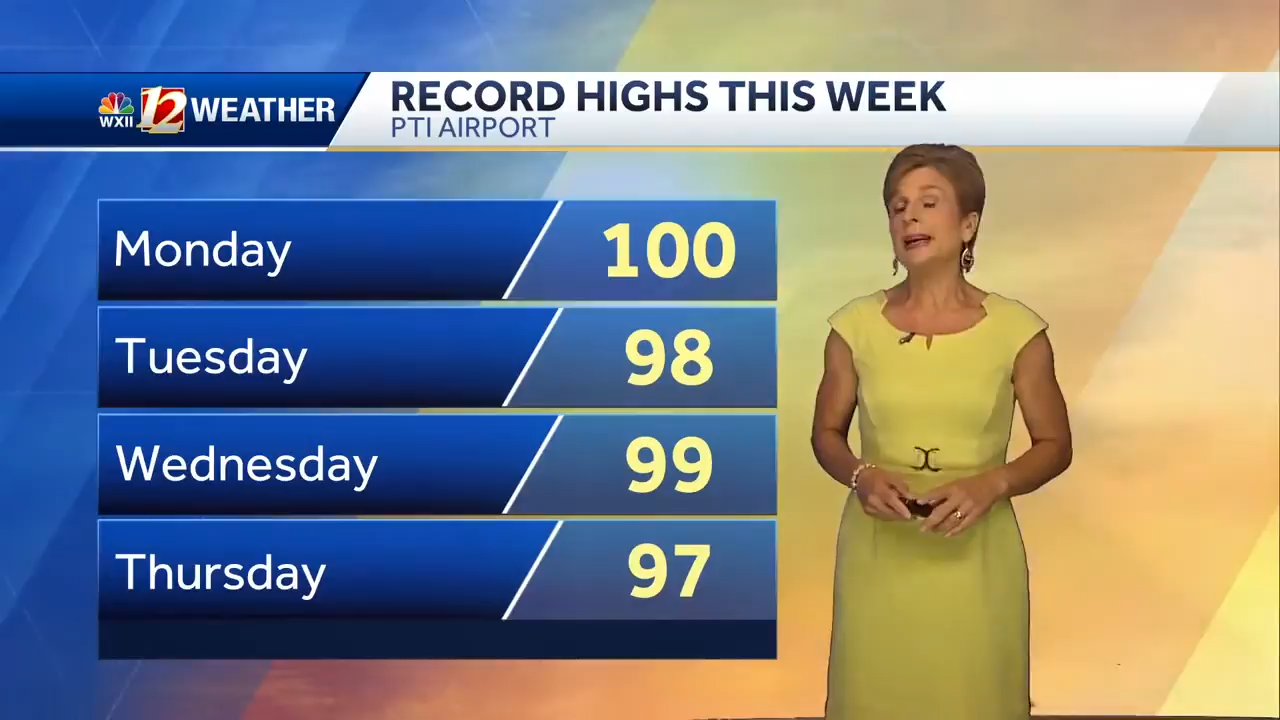 WXII 12 WEATHER
RECORD HIGHS THIS WEEK
PTI AIRPORT
Monday 100
Tuesday 98
Wednesday 99
Thursday 97